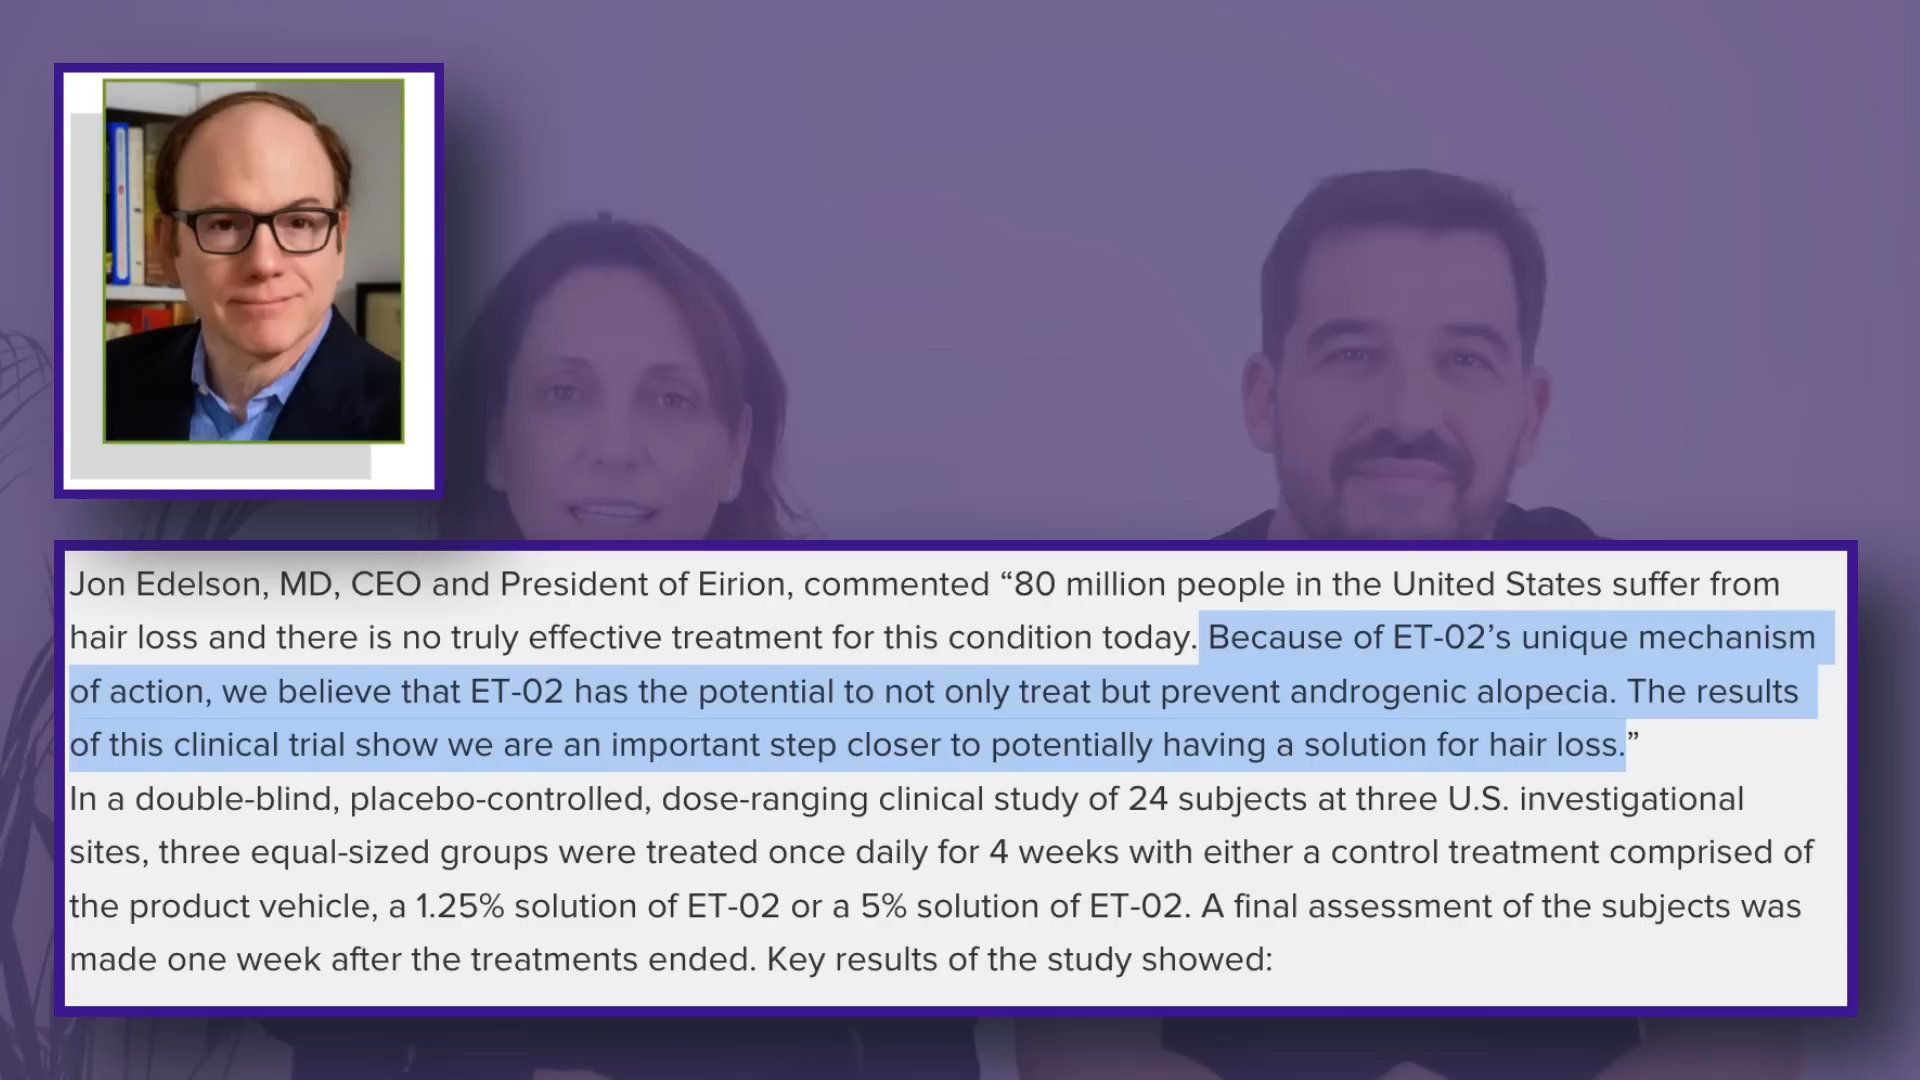 Jon Edelson, MD, CEO and President of Eirion, commented “80 million people in the United States suffer from
hair loss and there is no truly effective treatment for this condition today. Because of ET-02’s unique mechanism
of action, we believe that ET-02 has the potential to not only treat but prevent androgenic alopecia. The results
of this clinical trial show we are an important step closer to potentially having a solution for hair loss.”
In a double-blind, placebo-controlled, dose-ranging clinical study of 24 subjects at three U.S. investigational
sites, three equal-sized groups were treated once daily for 4 weeks with either a control treatment comprised of
the product vehicle, a 1.25% solution of ET-02 or a 5% solution of ET-02. A final assessment of the subjects was
made one week after the treatments ended. Key results of the study showed: